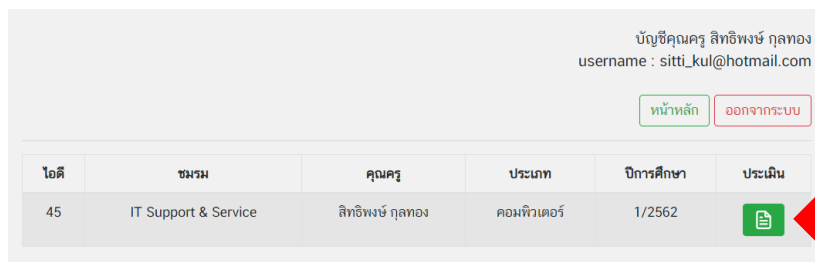 บัญชีคุณครู สิทธิพงษ์ กุลทอง
username : sitti_kul@hotmail.com
หน้าหลัก ออกจากระบบ
ไอดี ชมรม คุณครู ประเภท ปีการศึกษา ประเมิน
45 IT Support & Service สิทธิพงษ์ กุลทอง คอมพิวเตอร์ 1/2562